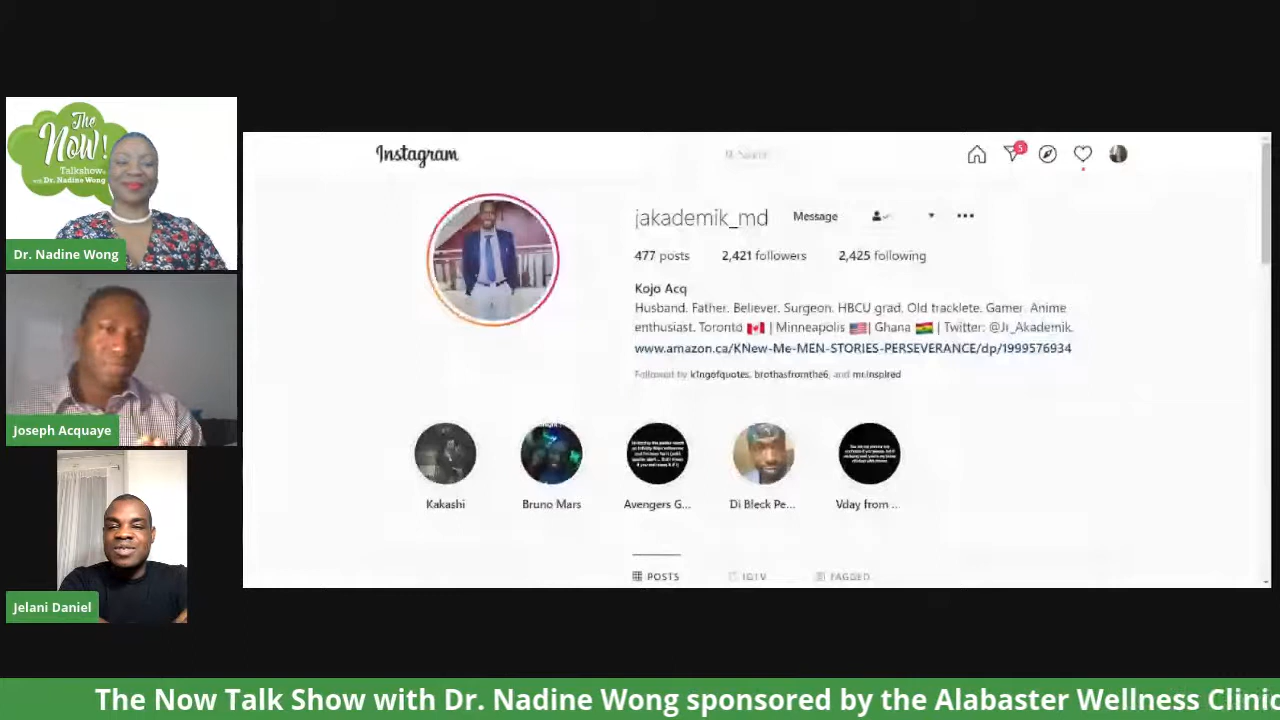 The
NOW!
Talkshow
with Dr. Nadine Wong
Dr. Nadine Wong
Joseph Acquaye
Jelani Daniel
Instagram
5
jakademik_md
Message
477 posts
2,421 followers
2,425 following
Kojo Acq
Husband. Father. Believer. Surgeon. HBCU grad. Old tracklete. Gamer. Anime
enthusiast. Toronto 🇨🇦 | Minneapolis 🇺🇸| Ghana 🇬🇭 | Twitter: @Jr_Akademik.
www.amazon.ca/KNew-Me-MEN-STORIES-PERSEVERANCE/dp/1999576934
Followed by k1ngofquotes, brothasfromthe6, and mr.inspired
Kakashi
Bruno Mars
Avengers G...
Di Bleck Pe...
Vday from ...
POSTS
IGTV
TAGGED
The Now Talk Show with Dr. Nadine Wong sponsored by the Alabaster Wellness Clinic